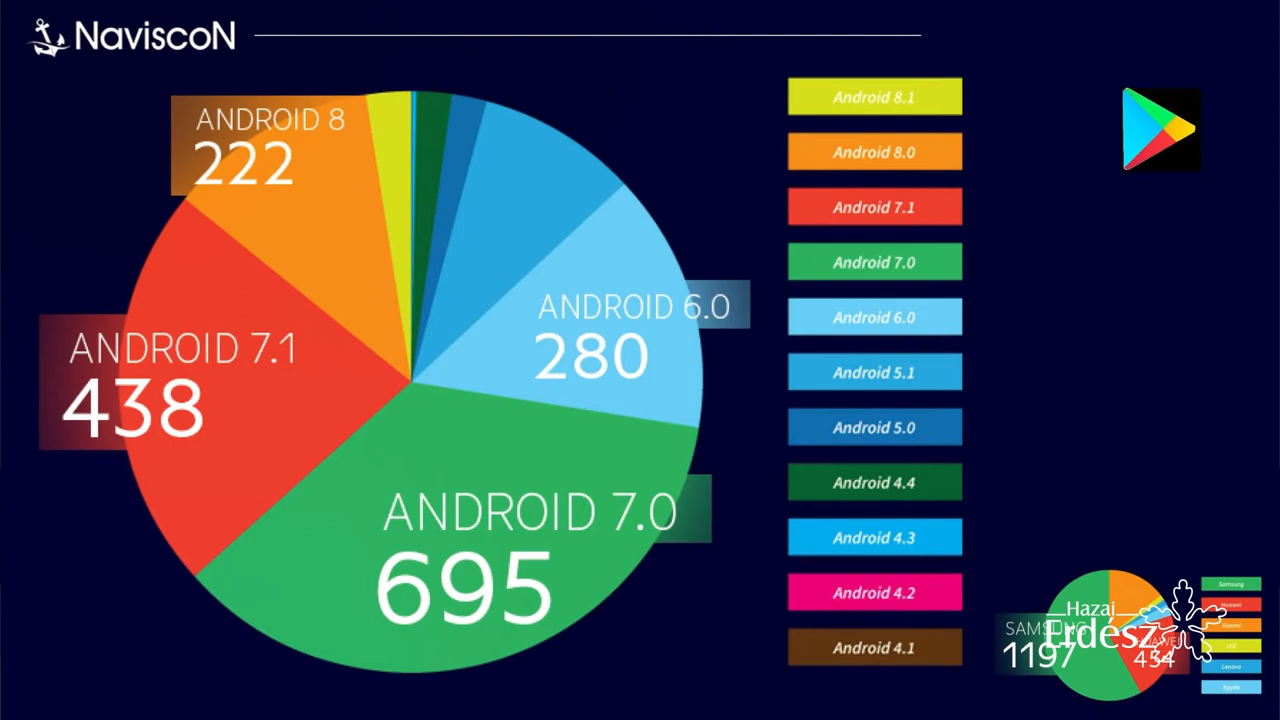 NaviscoN
ANDROID 8
222
ANDROID 7.1
438
ANDROID 6.0
280
ANDROID 7.0
695
Android 8.1
Android 8.0
Android 7.1
Android 7.0
Android 6.0
Android 5.1
Android 5.0
Android 4.4
Android 4.3
Android 4.2
Android 4.1
SAMSUNG
1197
HUAWEI
454
Hazai
Erdész
Samsung
Huawei
Xiaomi
Lenovo
Egyéb